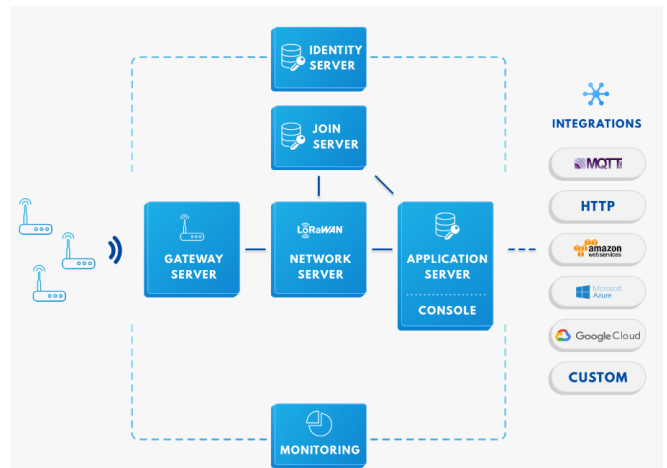 IDENTITY
SERVER
JOIN
SERVER
INTEGRATIONS
MQTT
HTTP
GATEWAY
SERVER
LoRaWAN
NETWORK
SERVER
APPLICATION
SERVER
CONSOLE
amazon
webservices
Microsoft
Azure
Google Cloud
CUSTOM
MONITORING